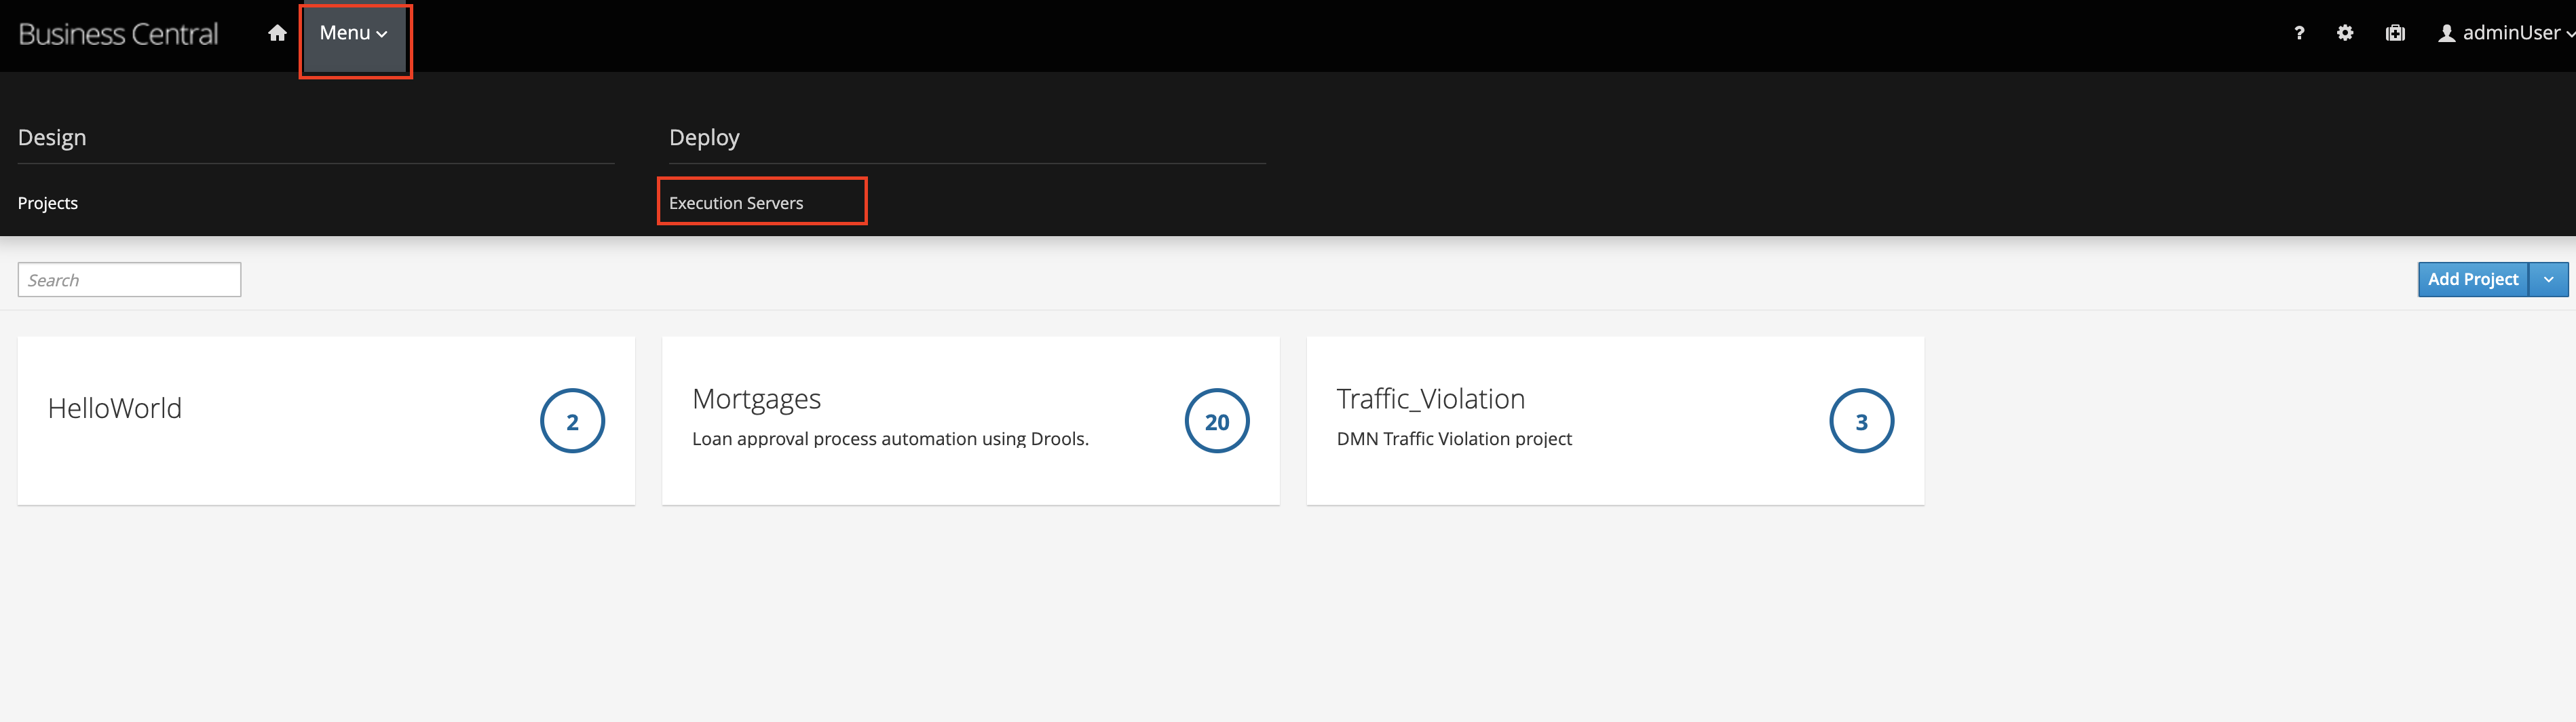 Business Central
Menu
? adminUser
Design
Deploy
Projects
Execution Servers
Search
Add Project
HelloWorld
2
Mortgages
Loan approval process automation using Drools.
20
Traffic_Violation
DMN Traffic Violation project
3